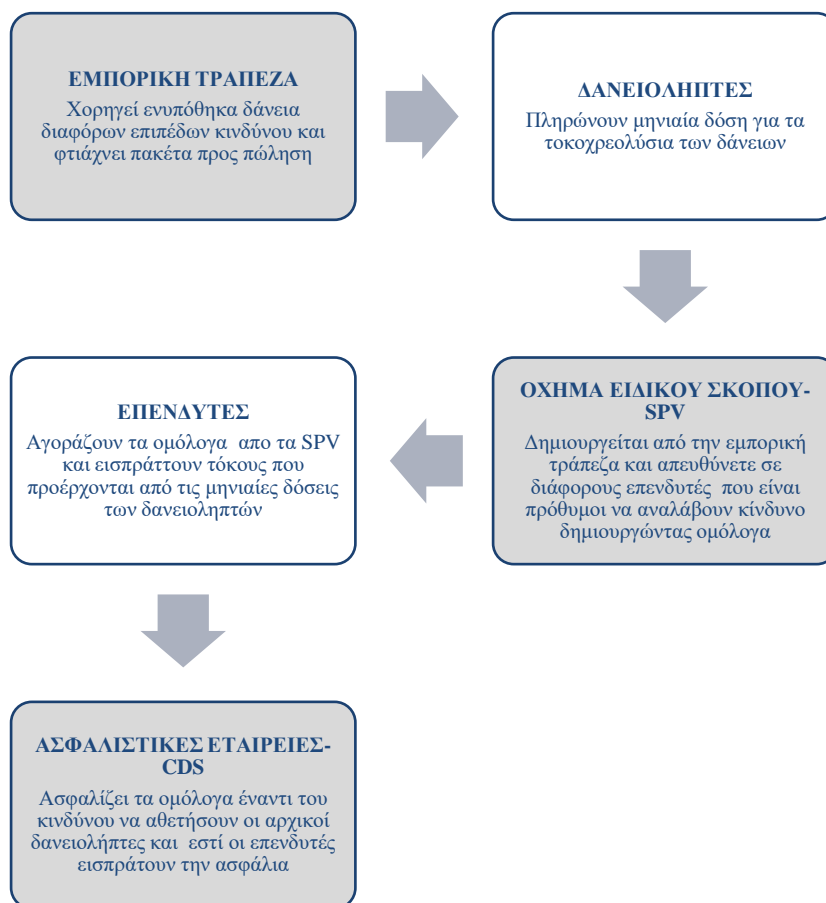 ΕΜΠΟΡΙΚΗ ΤΡΑΠΕΖΑ
Χορηγεί ενυπόθηκα δάνεια
διαφόρων επιπέδων κινδύνου και
φτιάχνει πακέτα προς πώληση
ΔΑΝΕΙΟΛΗΠΤΕΣ
Πληρώνουν μηνιαία δόση για τα
τοκοχρεολύσια των δάνειων
ΟΧΗΜΑ ΕΙΔΙΚΟΥ ΣΚΟΠΟΥ-
SPV
Δημιουργείται από την εμπορική
τράπεζα και απευθύνετε σε
διάφορους επενδυτές που είναι
πρόθυμοι να αναλάβουν κίνδυνο
δημιουργώντας ομόλογα
ΕΠΕΝΔΥΤΕΣ
Αγοράζουν τα ομόλογα απο τα SPV
και εισπράττουν τόκους που
προέρχονται από τις μηνιαίες δόσεις
των δανειοληπτών
ΑΣΦΑΛΙΣΤΙΚΕΣ ΕΤΑΙΡΕΙΕΣ-
CDS
Ασφαλίζει τα ομόλογα έναντι του
κινδύνου να αθετήσουν οι αρχικοί
δανειολήπτες και εστί οι επενδυτές
εισπράτουν την ασφάλια